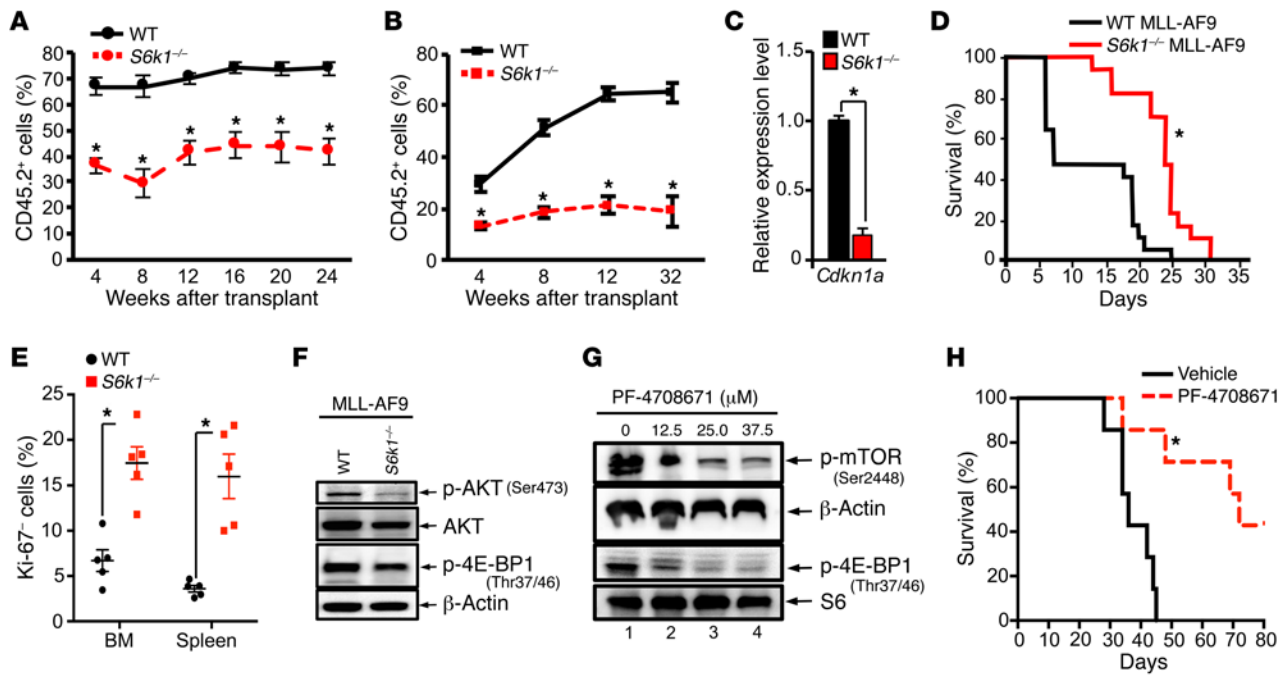 A
WT
S6k1⁻/⁻
CD45.2⁺ cells (%)
80
70
60
50
40
30
20
10
0
* * * * * *
4 8 12 16 20 24
Weeks after transplant
B
WT
S6k1⁻/⁻
CD45.2⁺ cells (%)
80
60
40
20
0
* * * *
4 8 12 32
Weeks after transplant
C
WT
S6k1⁻/⁻
Relative expression level
1.5
1.0
0.5
0
*
Cdkn1a
D
WT MLL-AF9
S6k1⁻/⁻ MLL-AF9
Survival (%)
100
80
60
40
20
*
0 5 10 15 20 25 30 35
Days
E
WT
S6k1⁻/⁻
Ki-67⁻ cells (%)
25
20
15
10
5
0
* *
BM Spleen
F
MLL-AF9
WT S6k1⁻/⁻
p-AKT (Ser473)
AKT
p-4E-BP1
(Thr37/46)
β-Actin
G
PF-4708671 (μM)
0 12.5 25.0 37.5
p-mTOR
(Ser2448)
β-Actin
p-4E-BP1
(Thr37/46)
S6
1 2 3 4
H
Vehicle
PF-4708671
Survival (%)
100
80
60
40
20
0
*
0 10 20 30 40 50 60 70 80
Days